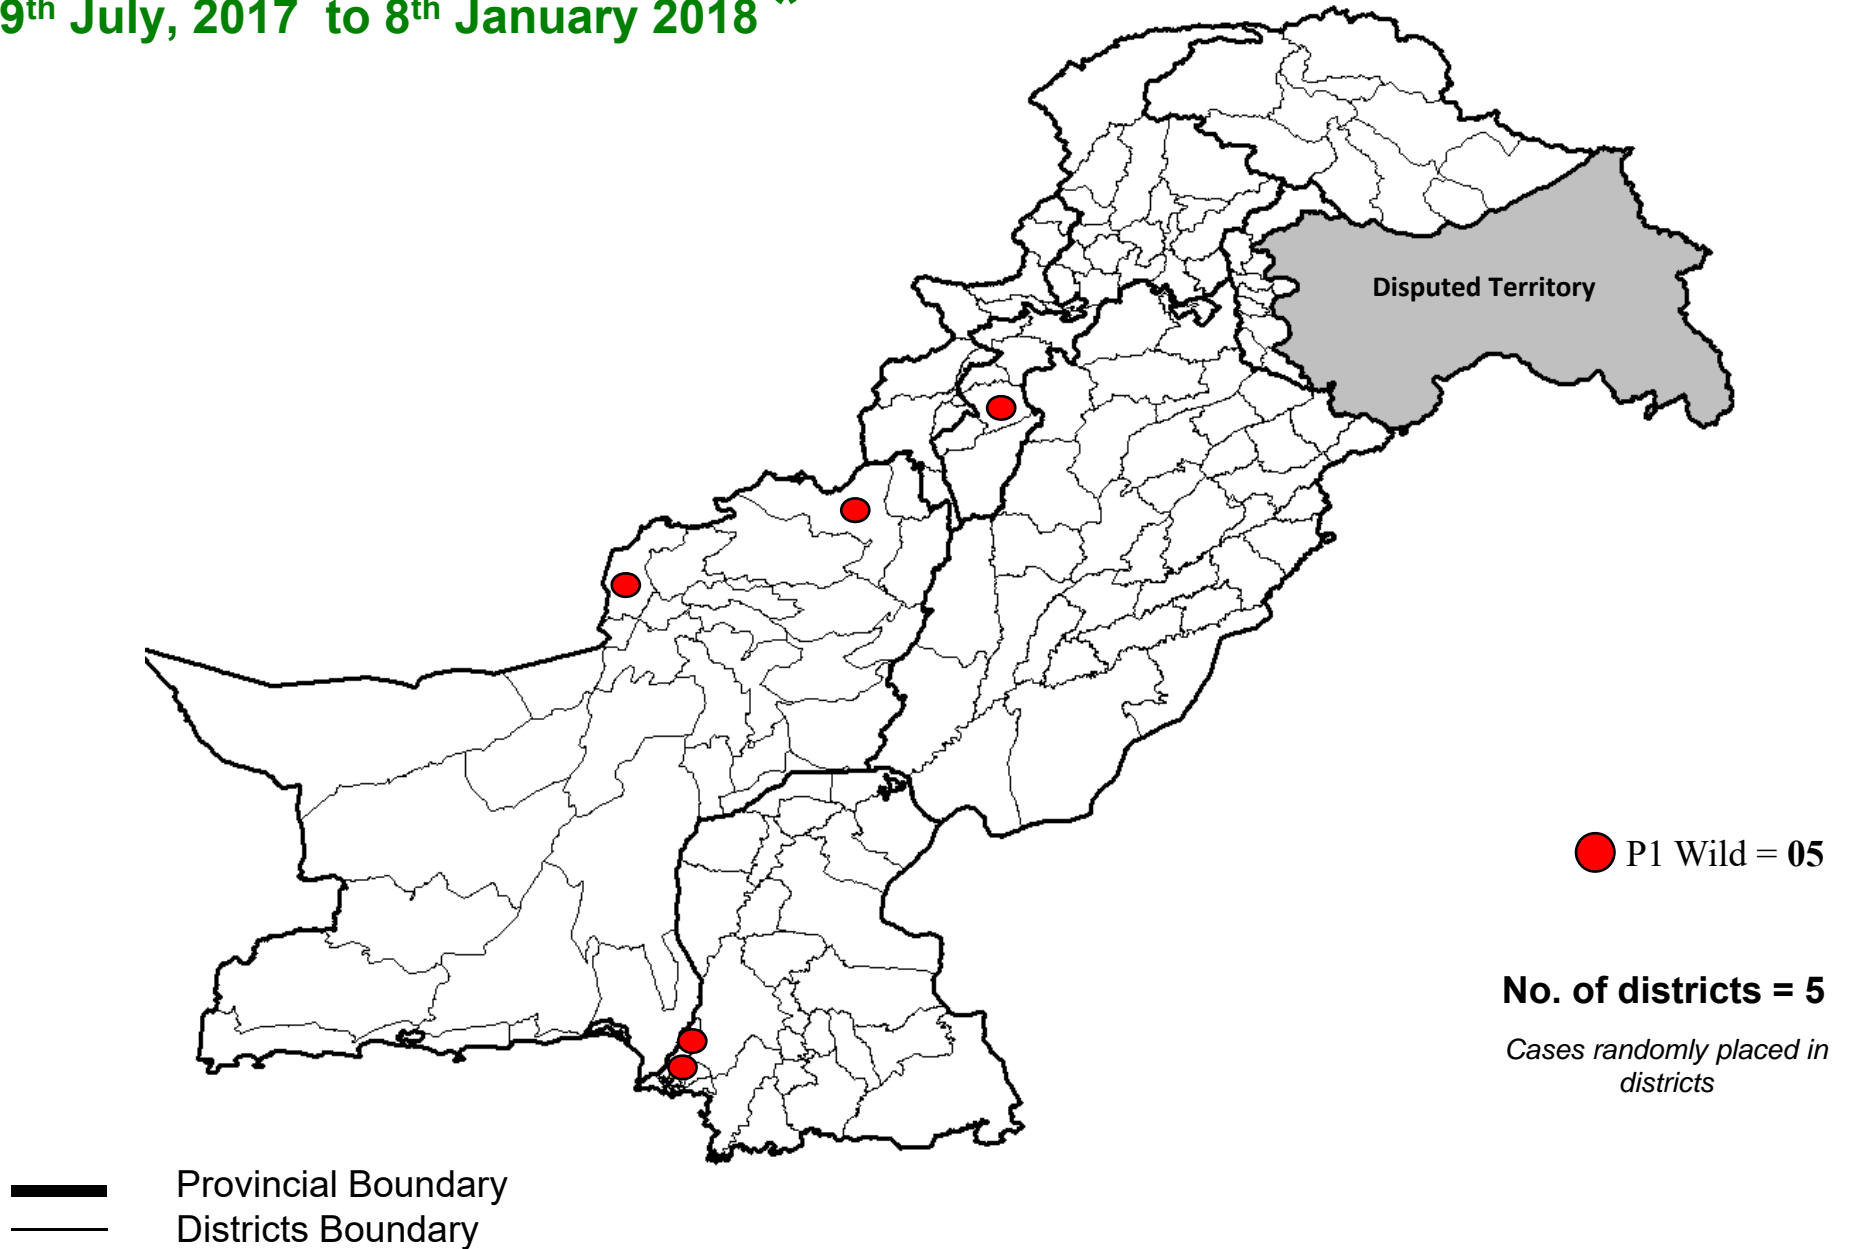 9th July, 2017 to 8th January 2018 *
Disputed Territory
P1 Wild = 05
No. of districts = 5
Cases randomly placed in
districts
Provincial Boundary
Districts Boundary